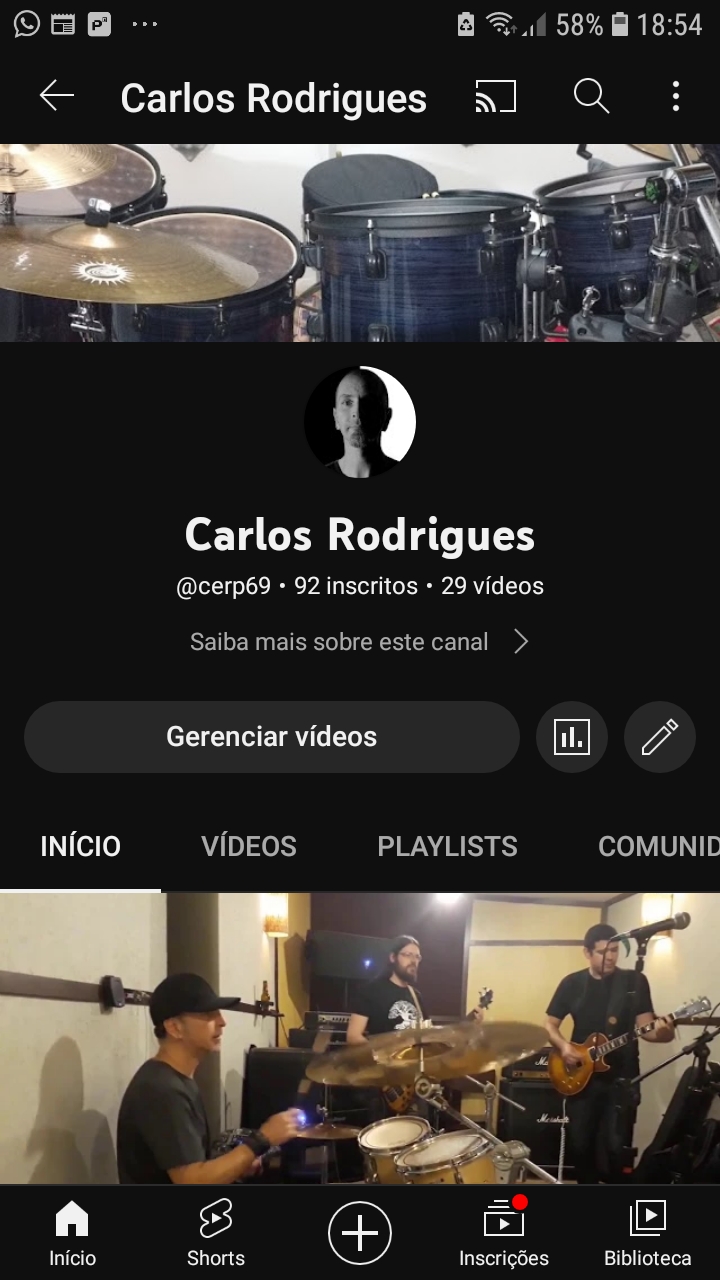 58% 18:54
Carlos Rodrigues
Carlos Rodrigues
@cerp69 • 92 inscritos • 29 vídeos
Saiba mais sobre este canal
Gerenciar vídeos
INÍCIO VÍDEOS PLAYLISTS COMUNID
Marshall
Início Shorts Inscrições Biblioteca